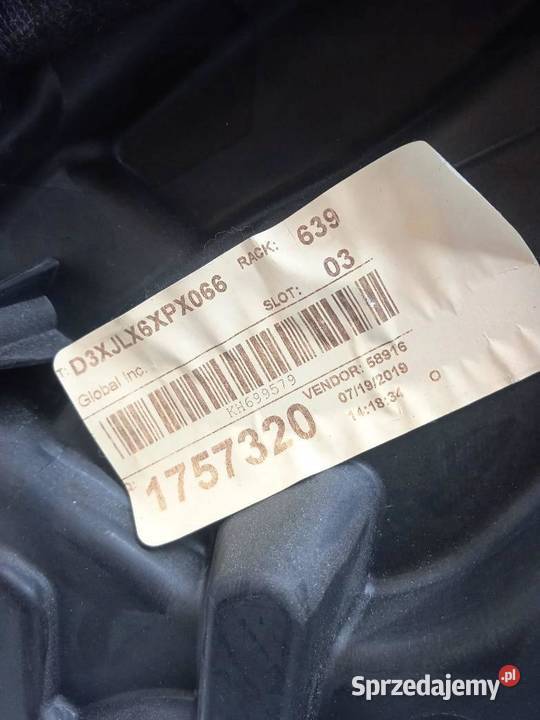 T: D3XJLX6XPX066 RACK: 639
Global Inc. SLOT: 03
KH699579
VENDOR: 58916
07/19/2019
1757320 14:18:34 O
Sprzedajemy.pl